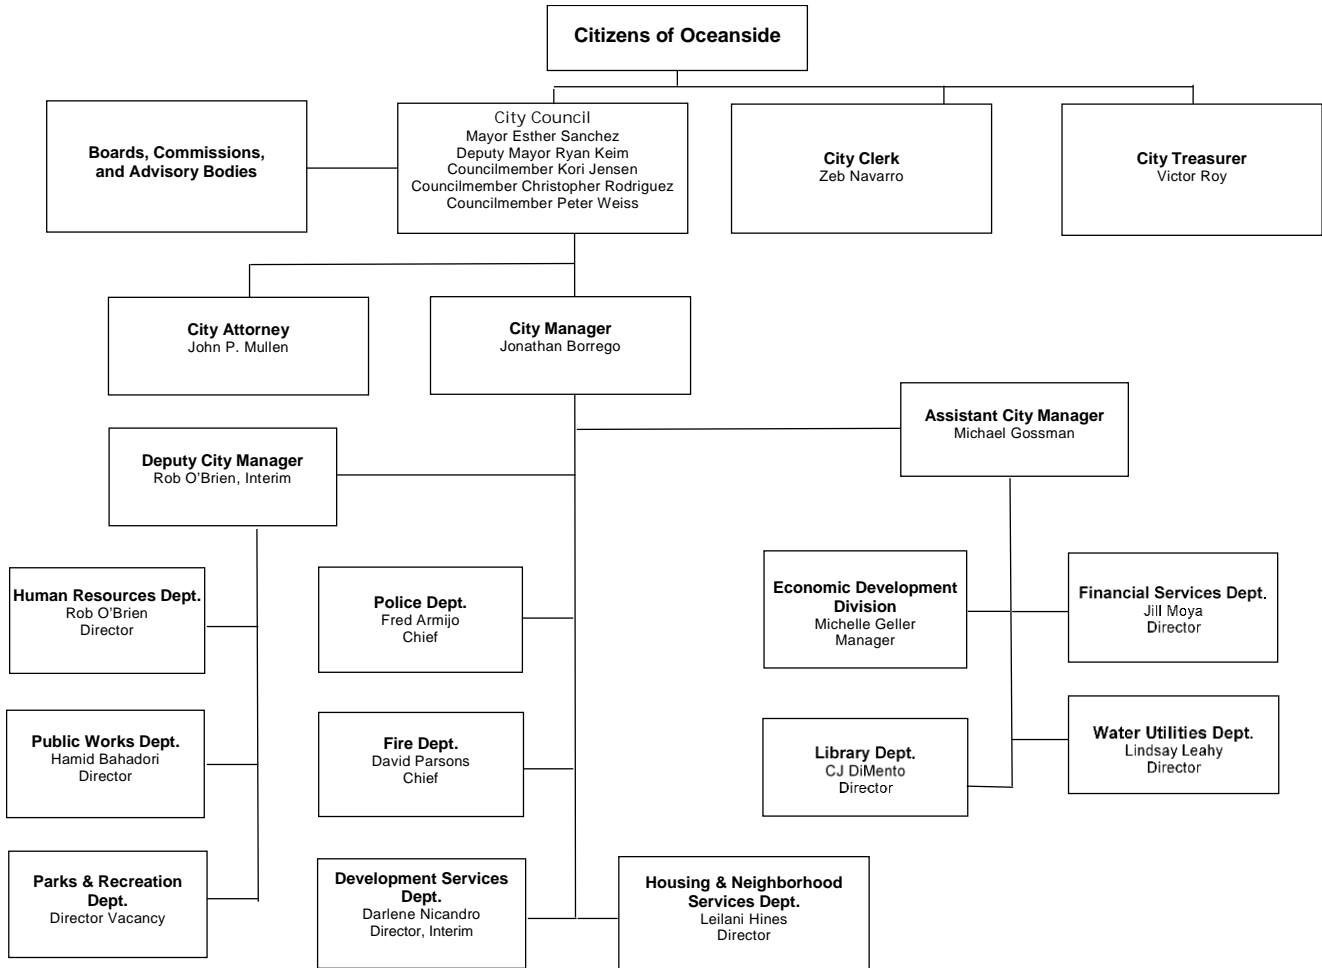 Citizens of Oceanside
Boards, Commissions,
and Advisory Bodies
City Council
Mayor Esther Sanchez
Deputy Mayor Ryan Keim
Councilmember Kori Jensen
Councilmember Christopher Rodriguez
Councilmember Peter Weiss
City Clerk
Zeb Navarro
City Treasurer
Victor Roy
City Attorney
John P. Mullen
City Manager
Jonathan Borrego
Assistant City Manager
Michael Gossman
Deputy City Manager
Rob O’Brien, Interim
Human Resources Dept.
Rob O’Brien
Director
Police Dept.
Fred Armijo
Chief
Economic Development
Division
Michelle Geller
Manager
Financial Services Dept.
Jill Moya
Director
Public Works Dept.
Hamid Bahadori
Director
Fire Dept.
David Parsons
Chief
Library Dept.
CJ DiMento
Director
Water Utilities Dept.
Lindsay Leahy
Director
Parks & Recreation
Dept.
Director Vacancy
Development Services
Dept.
Darlene Nicandro
Director, Interim
Housing & Neighborhood
Services Dept.
Leilani Hines
Director